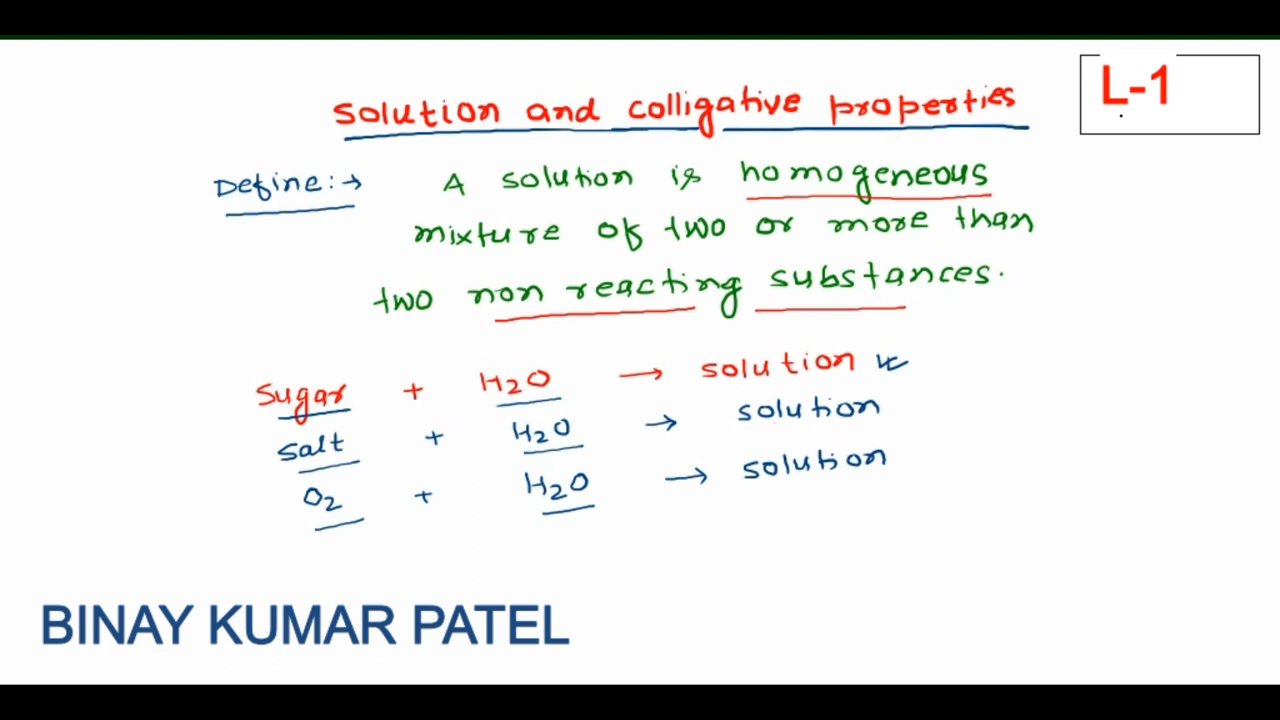 L-1
Solution and colligative properties
Define:→ A solution is homogeneous
mixture of two or more than
two non reacting substances.
Sugar + H2O → solution
Salt + H2O → solution
O2 + H2O → solution
BINAY KUMAR PATEL